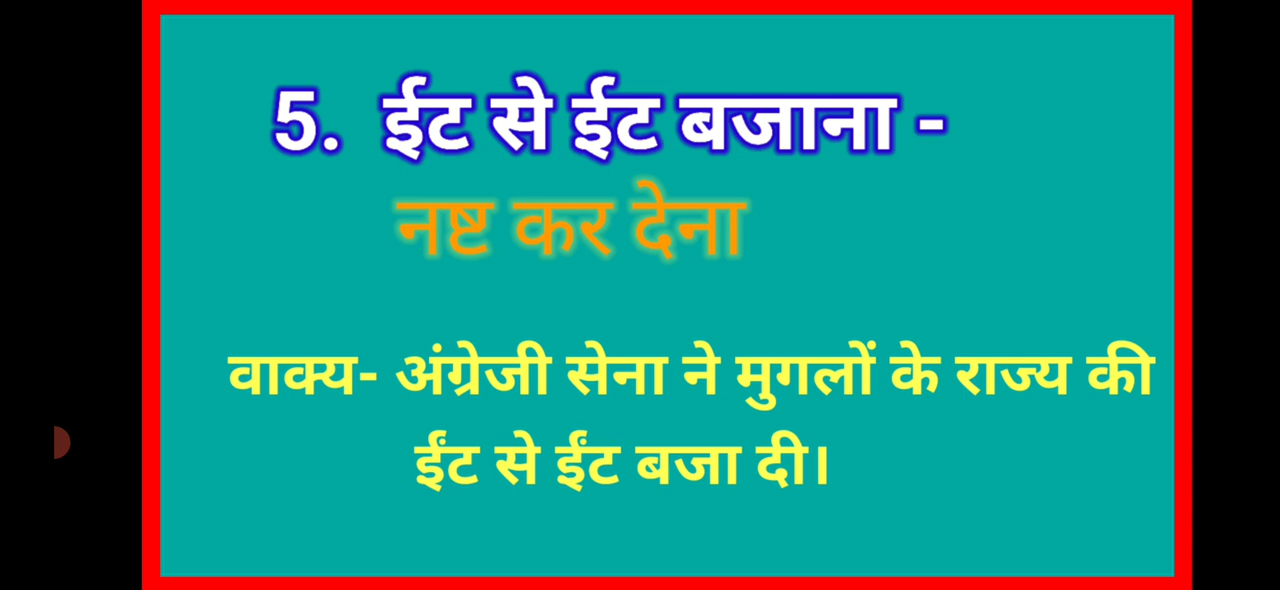 5. ईट से ईट बजाना -
नष्ट कर देना
वाक्य- अंग्रेजी सेना ने मुगलों के राज्य की
ईंट से ईंट बजा दी।